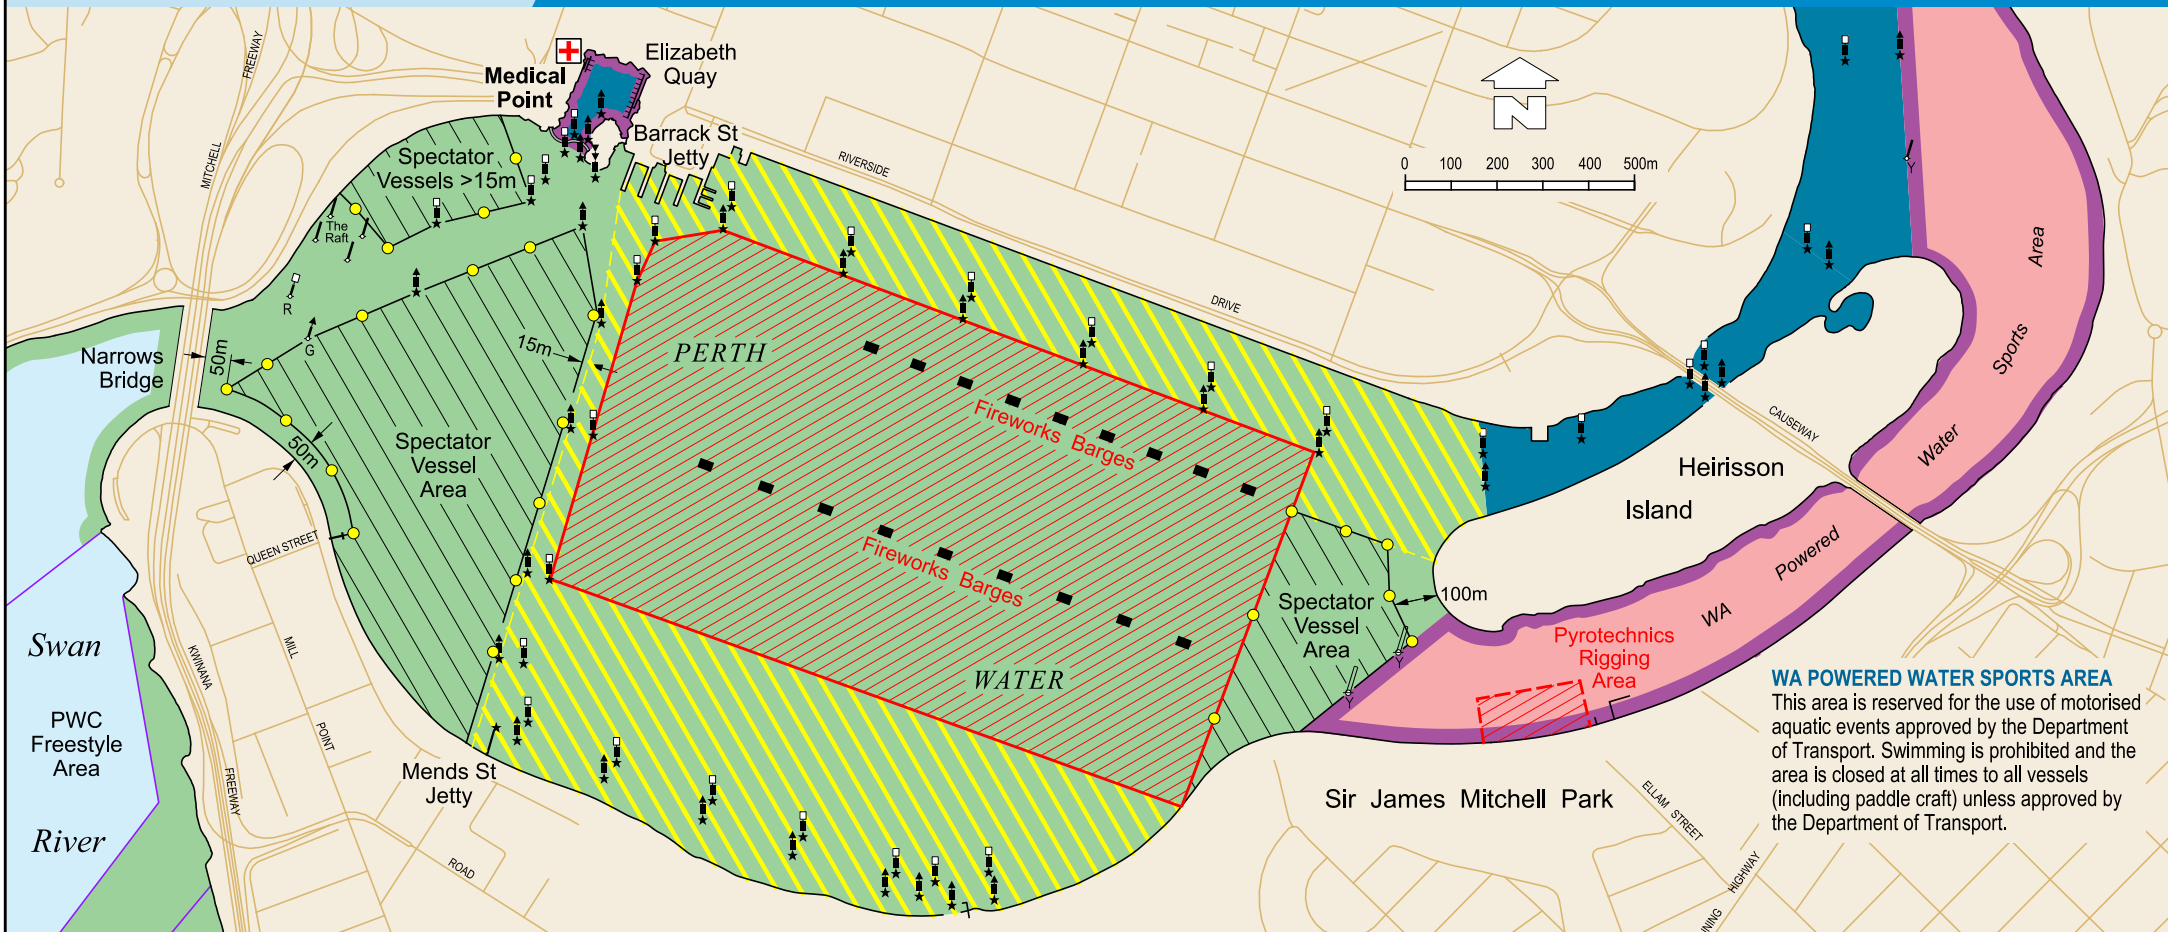 FREEWAY
MITCHELL
Medical
Point
Elizabeth
Quay
Barrack St
Jetty
RIVERSIDE
DRIVE
N
0 100 200 300 400 500m
Spectator
Vessels >15m
The
Raft
R
G
Narrows
Bridge
50m
50m
15m
PERTH
Fireworks Barges
Fireworks Barges
WATER
Spectator
Vessel
Area
Spectator
Vessel
Area
100m
Y
Y
Y
Heirisson
Island
CAUSEWAY
WA
Powered
Water
Sports
Area
Pyrotechnics
Rigging
Area
QUEEN STREET
MILL
POINT
ROAD
KWINANA
FREEWAY
Swan
River
PWC
Freestyle
Area
Mends St
Jetty
Sir James Mitchell Park
ELLAM STREET
HIGHWAY
NING
WA POWERED WATER SPORTS AREA
This area is reserved for the use of motorised
aquatic events approved by the Department
of Transport. Swimming is prohibited and the
area is closed at all times to all vessels
(including paddle craft) unless approved by
the Department of Transport.